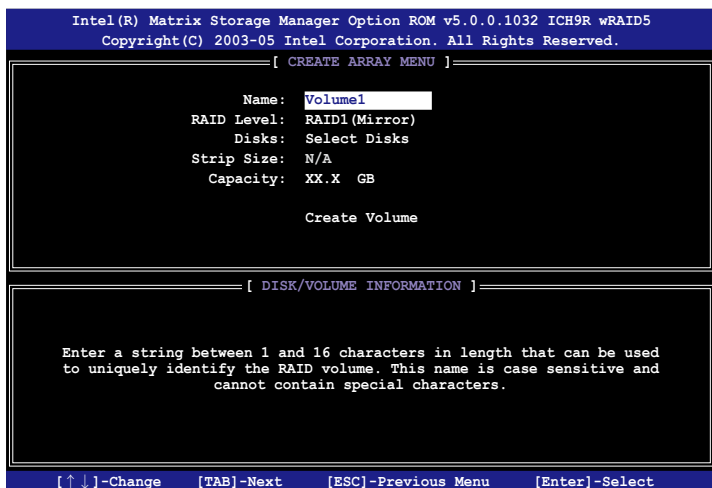 Intel(R) Matrix Storage Manager Option ROM v5.0.0.1032 ICH9R wRAID5
Copyright(C) 2003-05 Intel Corporation. All Rights Reserved.
[ CREATE ARRAY MENU ]
Name: Volume1
RAID Level: RAID1(Mirror)
Disks: Select Disks
Strip Size: N/A
Capacity: XX.X GB
Create Volume
[ DISK/VOLUME INFORMATION ]
Enter a string between 1 and 16 characters in length that can be used
to uniquely identify the RAID volume. This name is case sensitive and
cannot contain special characters.
[↑↓]-Change [TAB]-Next [ESC]-Previous Menu [Enter]-Select